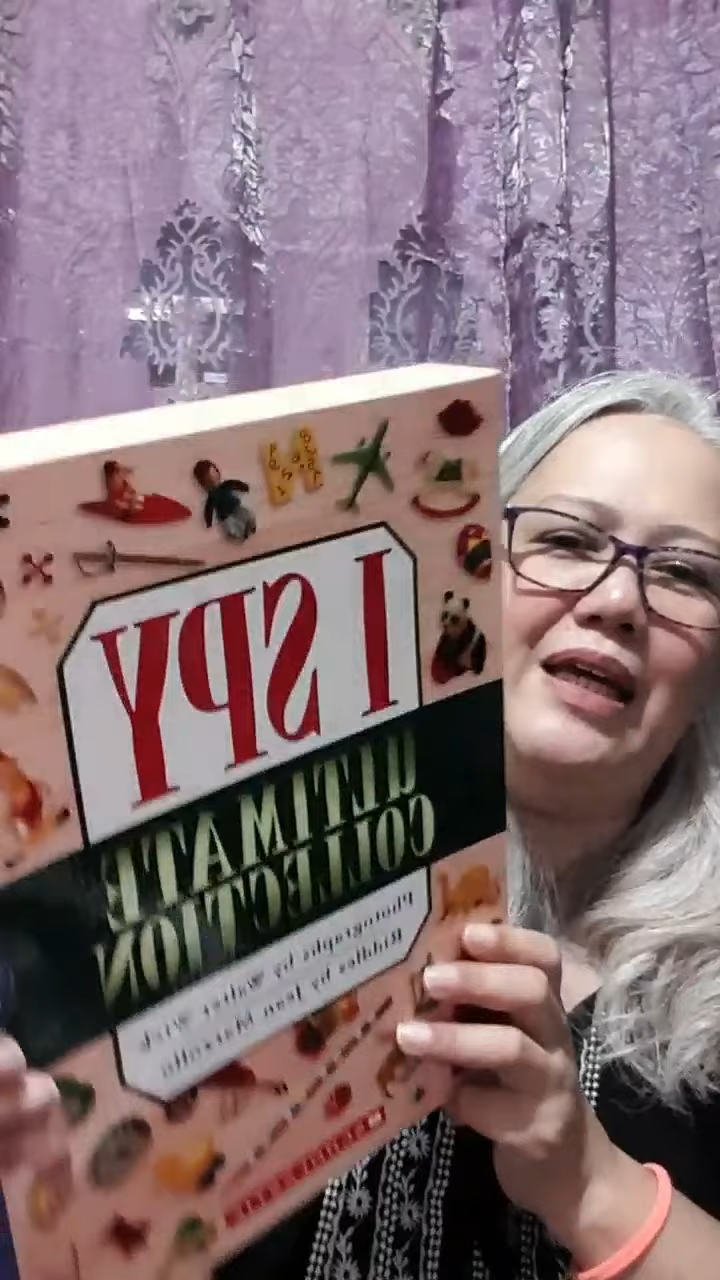 I SPY
ULTIMATE
COLLECTION
Photographs by Walter Wick
Riddles by Jean Marzollo